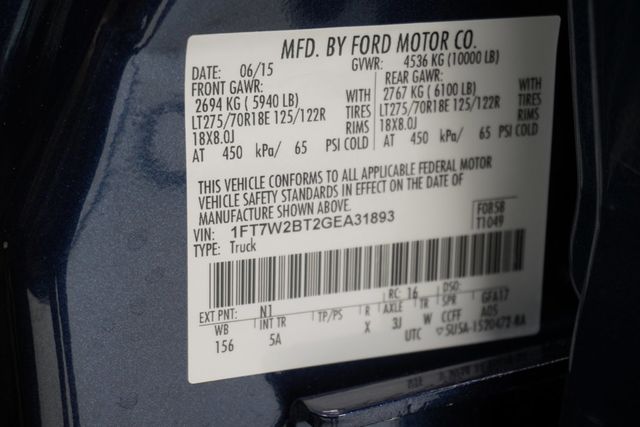 MFD. BY FORD MOTOR CO.
DATE: 06/15 GVWR: 4536 KG (10000 LB)
FRONT GAWR: REAR GAWR:
2694 KG ( 5940 LB) WITH 2767 KG ( 6100 LB) WITH
LT275/70R18E 125/122R TIRES LT275/70R18E 125/122R TIRES
18X8.0J RIMS 18X8.0J RIMS
AT 450 kPa/ 65 PSI COLD AT 450 kPa/ 65 PSI COLD
THIS VEHICLE CONFORMS TO ALL APPLICABLE FEDERAL MOTOR
VEHICLE SAFETY STANDARDS IN EFFECT ON THE DATE OF
MANUFACTURE SHOWN ABOVE.
VIN: 1FT7W2BT2GEA31893 F0R58
TYPE: Truck T1049
EXT PNT: N1 RC: 16 DSO:
WB INT TR TP/PS R AXLE TR SPR GFA17
156 5A X 3J W CCFF A05
UTC